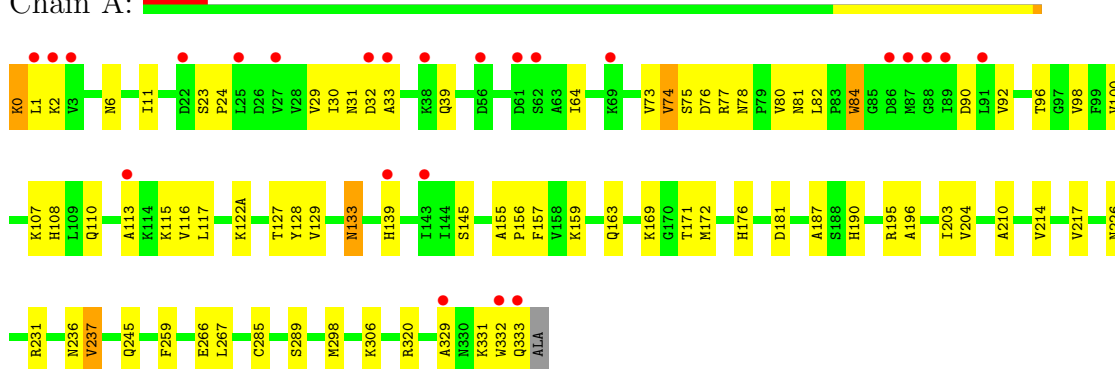 Chain A:
K0 L1 K2 V3 N6 I11 D22 S23 P24 L25 D26 V27 V28 V29 I30 N31 D32 A33 K38 Q39 D56 D61 S62 A63 I64 K69 V73 V74 S75 D76 R77 N78 P79 V80 N81 L82 P83 W84 G85 D86 M87 G88 I89 D90 L91 V92 T96 G97 V98 F99
K107 H108 L109 Q110 A113 K114 K115 V116 L117 K122A T127 Y128 V129 N133 H139 I143 I144 S145 A155 P156 F157 V158 K159 Q163 K169 G170 T171 M172 H176 D181 A187 S188 H190 R195 A196 I203 V204 A210 V214 V217 N226
R231 N236 V237 Q245 F259 E266 L267 C285 S289 M298 K306 R320 A329 N330 K331 W332 Q333 ALA